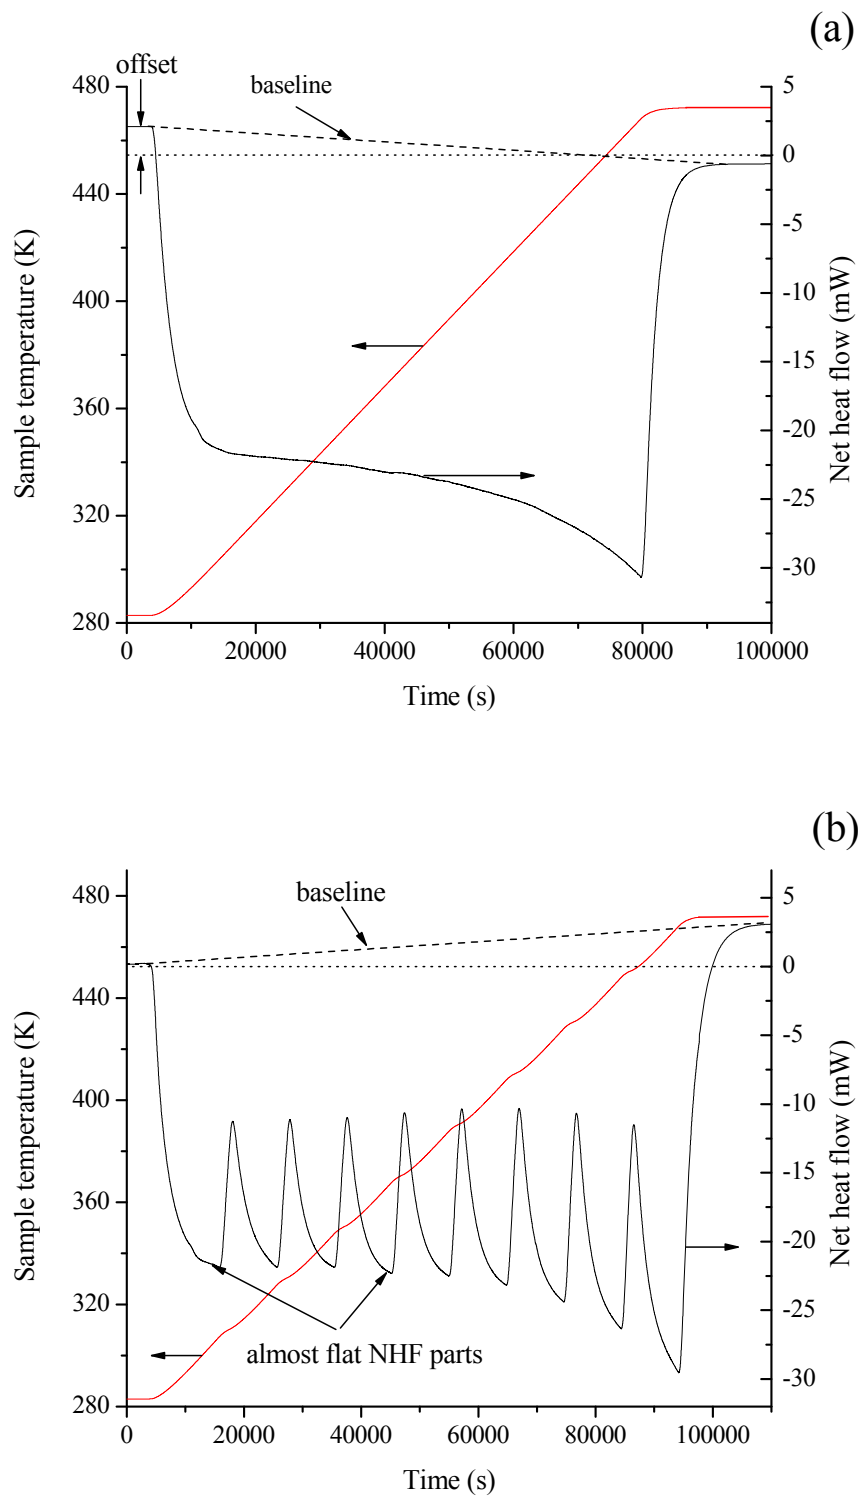 (a)
offset
baseline
480
440
400
360
320
280
5
0
-5
-10
-15
-20
-25
-30
Sample temperature (K)
Net heat flow (mW)
0 20000 40000 60000 80000 100000
Time (s)
(b)
baseline
480
440
400
360
320
280
5
0
-5
-10
-15
-20
-25
-30
Sample temperature (K)
Net heat flow (mW)
almost flat NHF parts
0 20000 40000 60000 80000 100000
Time (s)